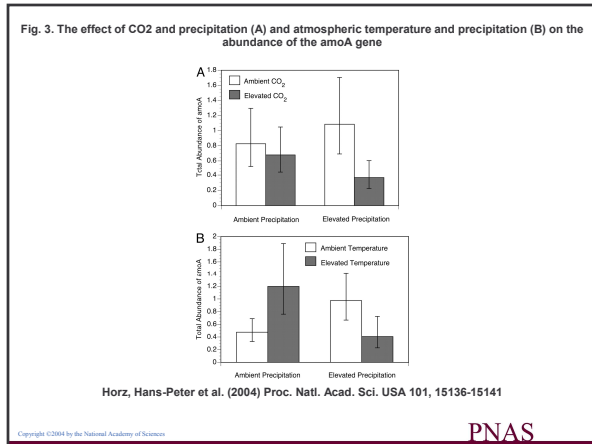 Fig. 3. The effect of CO2 and precipitation (A) and atmospheric temperature and precipitation (B) on the
abundance of the amoA gene
A
Total Abundance of amoA
1.8
1.6
1.4
1.2
1
0.8
0.6
0.4
0.2
0
Ambient CO2
Elevated CO2
Ambient Precipitation
Elevated Precipitation
B
Total Abundance of amoA
2
1.8
1.6
1.4
1.2
1
0.8
0.6
0.4
0.2
0
Ambient Temperature
Elevated Temperature
Ambient Precipitation
Elevated Precipitation
Horz, Hans-Peter et al. (2004) Proc. Natl. Acad. Sci. USA 101, 15136-15141
Copyright ©2004 by the National Academy of Sciences
PNAS